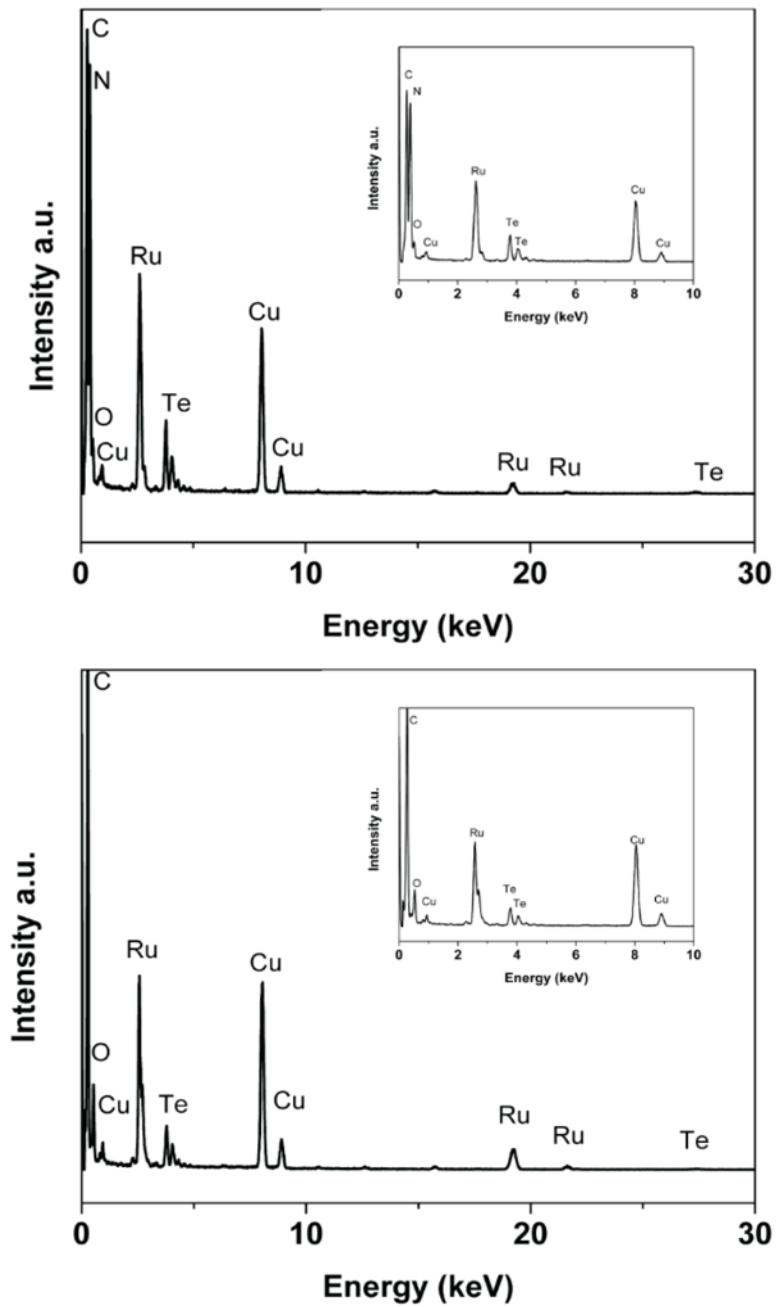 C
N
Intensity a.u.
Ru
O
Cu
Te
Cu
Cu
Ru
Ru
Te
0
10
20
30
Energy (keV)
Intensity a.u.
C
N
O
Cu
Ru
Te
Te
Cu
Cu
0
2
4
6
8
10
Energy (keV)
C
Intensity a.u.
Ru
O
Cu
Te
Cu
Cu
Ru
Ru
Te
0
10
20
30
Energy (keV)
Intensity a.u.
C
O
Cu
Ru
Te
Te
Cu
Cu
0
2
4
6
8
10
Energy (keV)